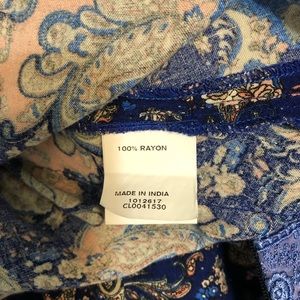 100% RAYON
MADE IN INDIA
1012617
CL0041530